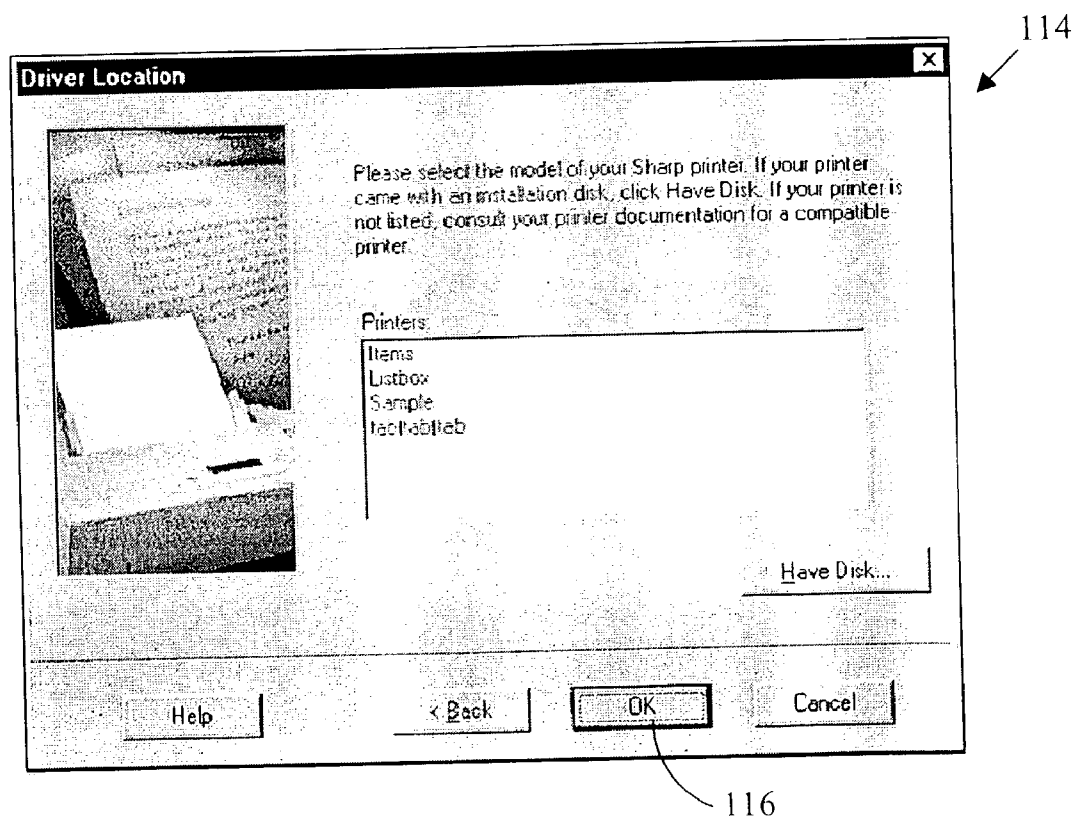 114
Driver Location
Please select the model of your Sharp printer. If your printer
came with an installation disk, click Have Disk. If your printer is
not listed, consult your printer documentation for a compatible
printer.
Printers:
Items
Listbox
Sample
Have Disk...
Help
< Back
OK
Cancel
116